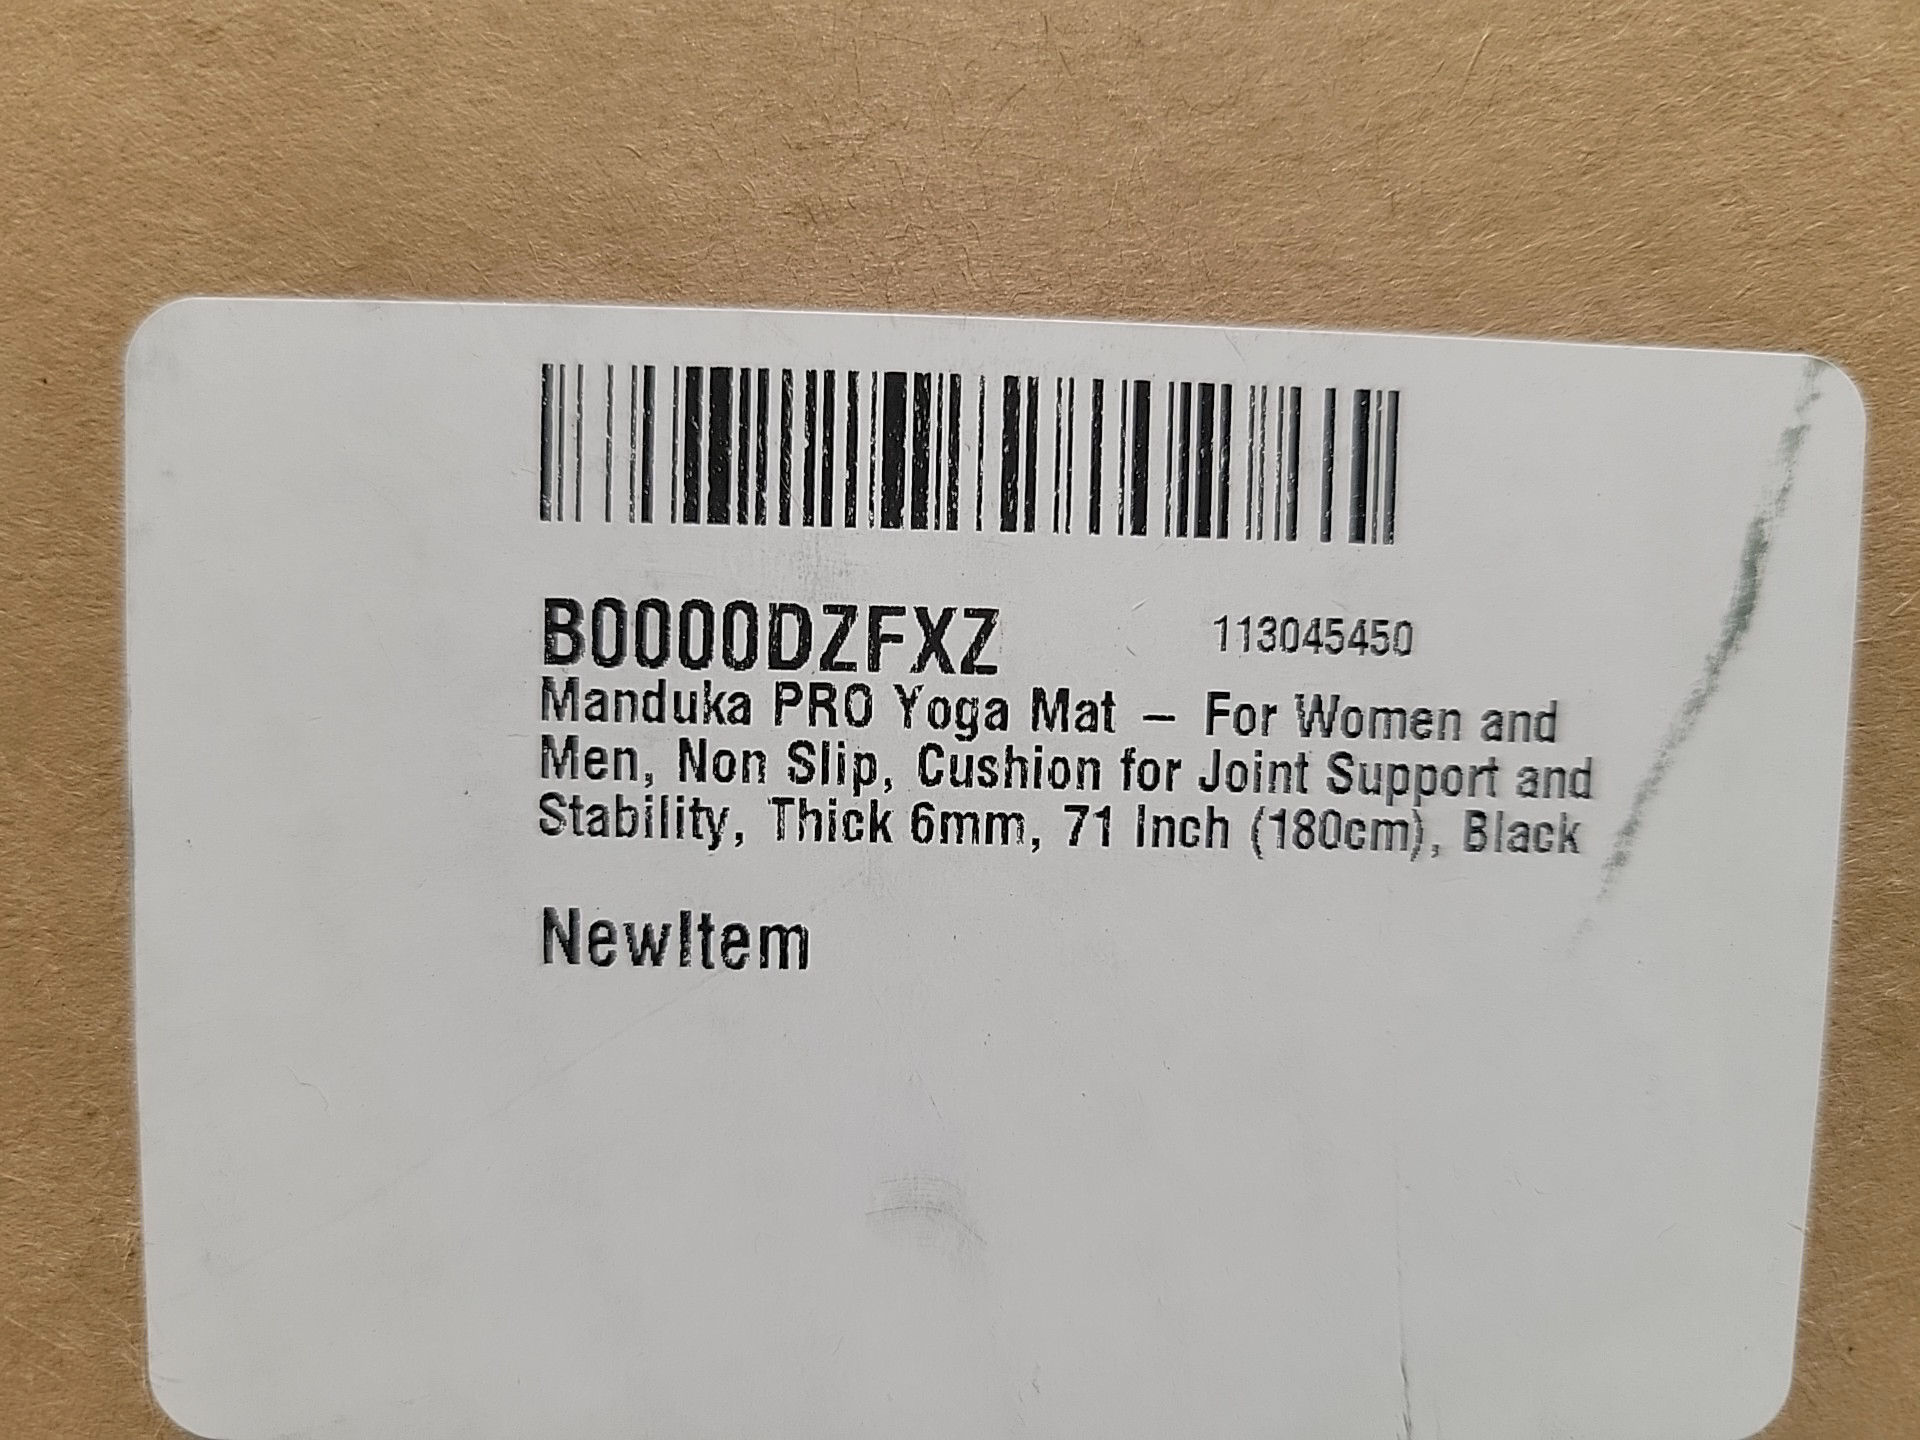 B0000DZFXZ 113045450
Manduka PRO Yoga Mat – For Women and
Men, Non Slip, Cushion for Joint Support and
Stability, Thick 6mm, 71 Inch (180cm), Black
NewItem